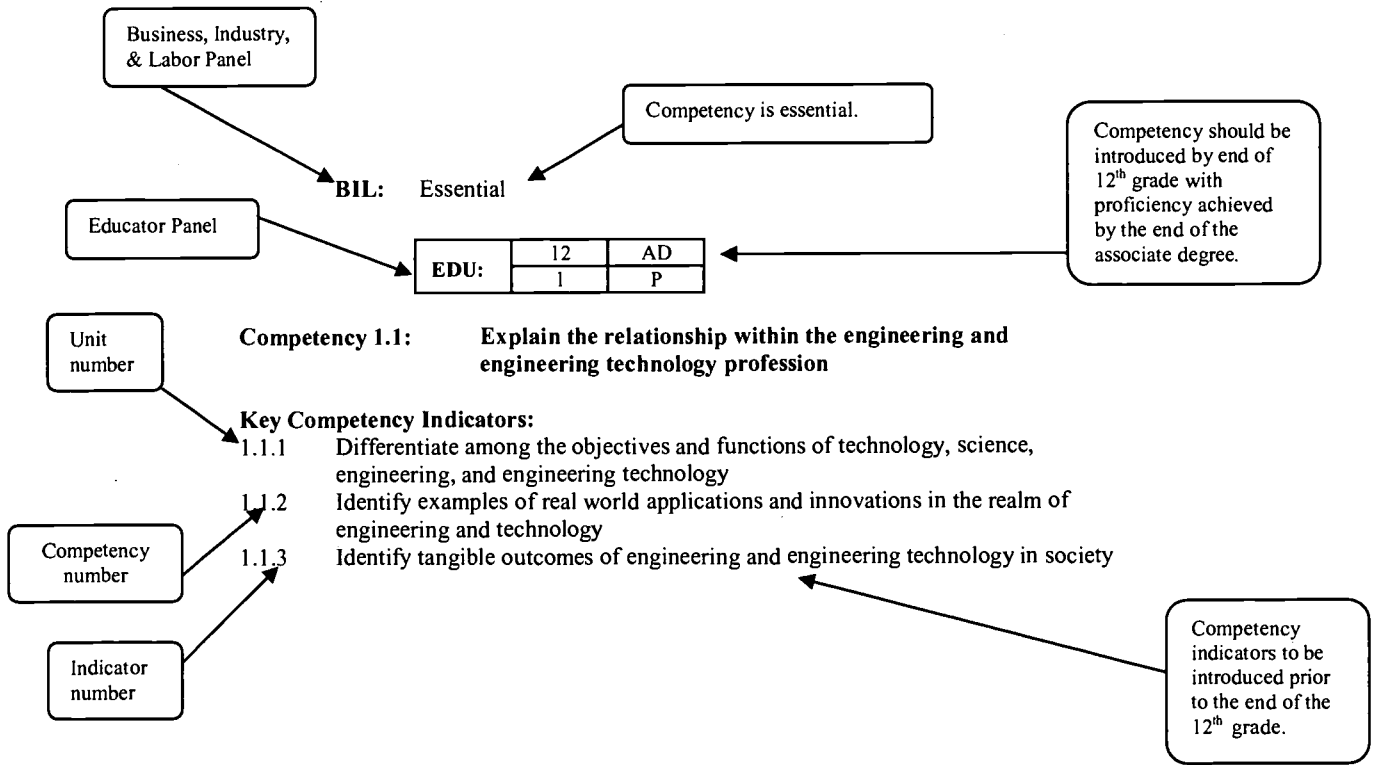 Business, Industry,
& Labor Panel
Competency is essential.
Competency should be
introduced by end of
12th grade with
proficiency achieved
by the end of the
associate degree.
BIL: Essential
Educator Panel
EDU: 12 AD
1 P
Unit
number
Competency 1.1: Explain the relationship within the engineering and
engineering technology profession
Key Competency Indicators:
1.1.1 Differentiate among the objectives and functions of technology, science,
engineering, and engineering technology
1.1.2 Identify examples of real world applications and innovations in the realm of
engineering and technology
1.1.3 Identify tangible outcomes of engineering and engineering technology in society
Competency
number
Indicator
number
Competency
indicators to be
introduced prior
to the end of the
12th grade.